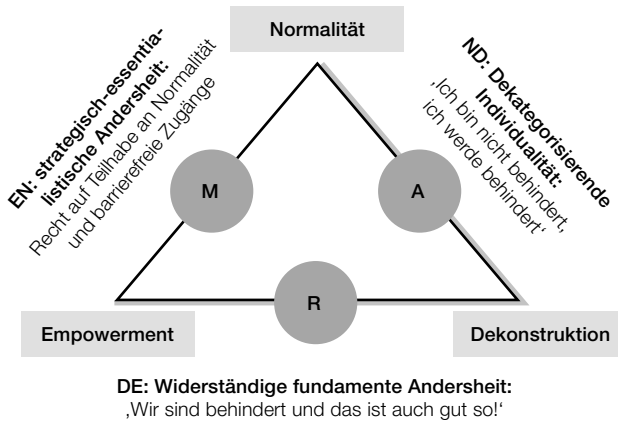 Normalität
EN: strategisch-essentia-
listische Andersheit:
Recht auf Teilhabe an Normalität
und barrierefreie Zugänge
ND: Dekategorisierende
Individualität:
‚Ich bin nicht behindert,
ich werde behindert‘
M
A
R
Empowerment
Dekonstruktion
DE: Widerständige fundamente Andersheit:
‚Wir sind behindert und das ist auch gut so!‘